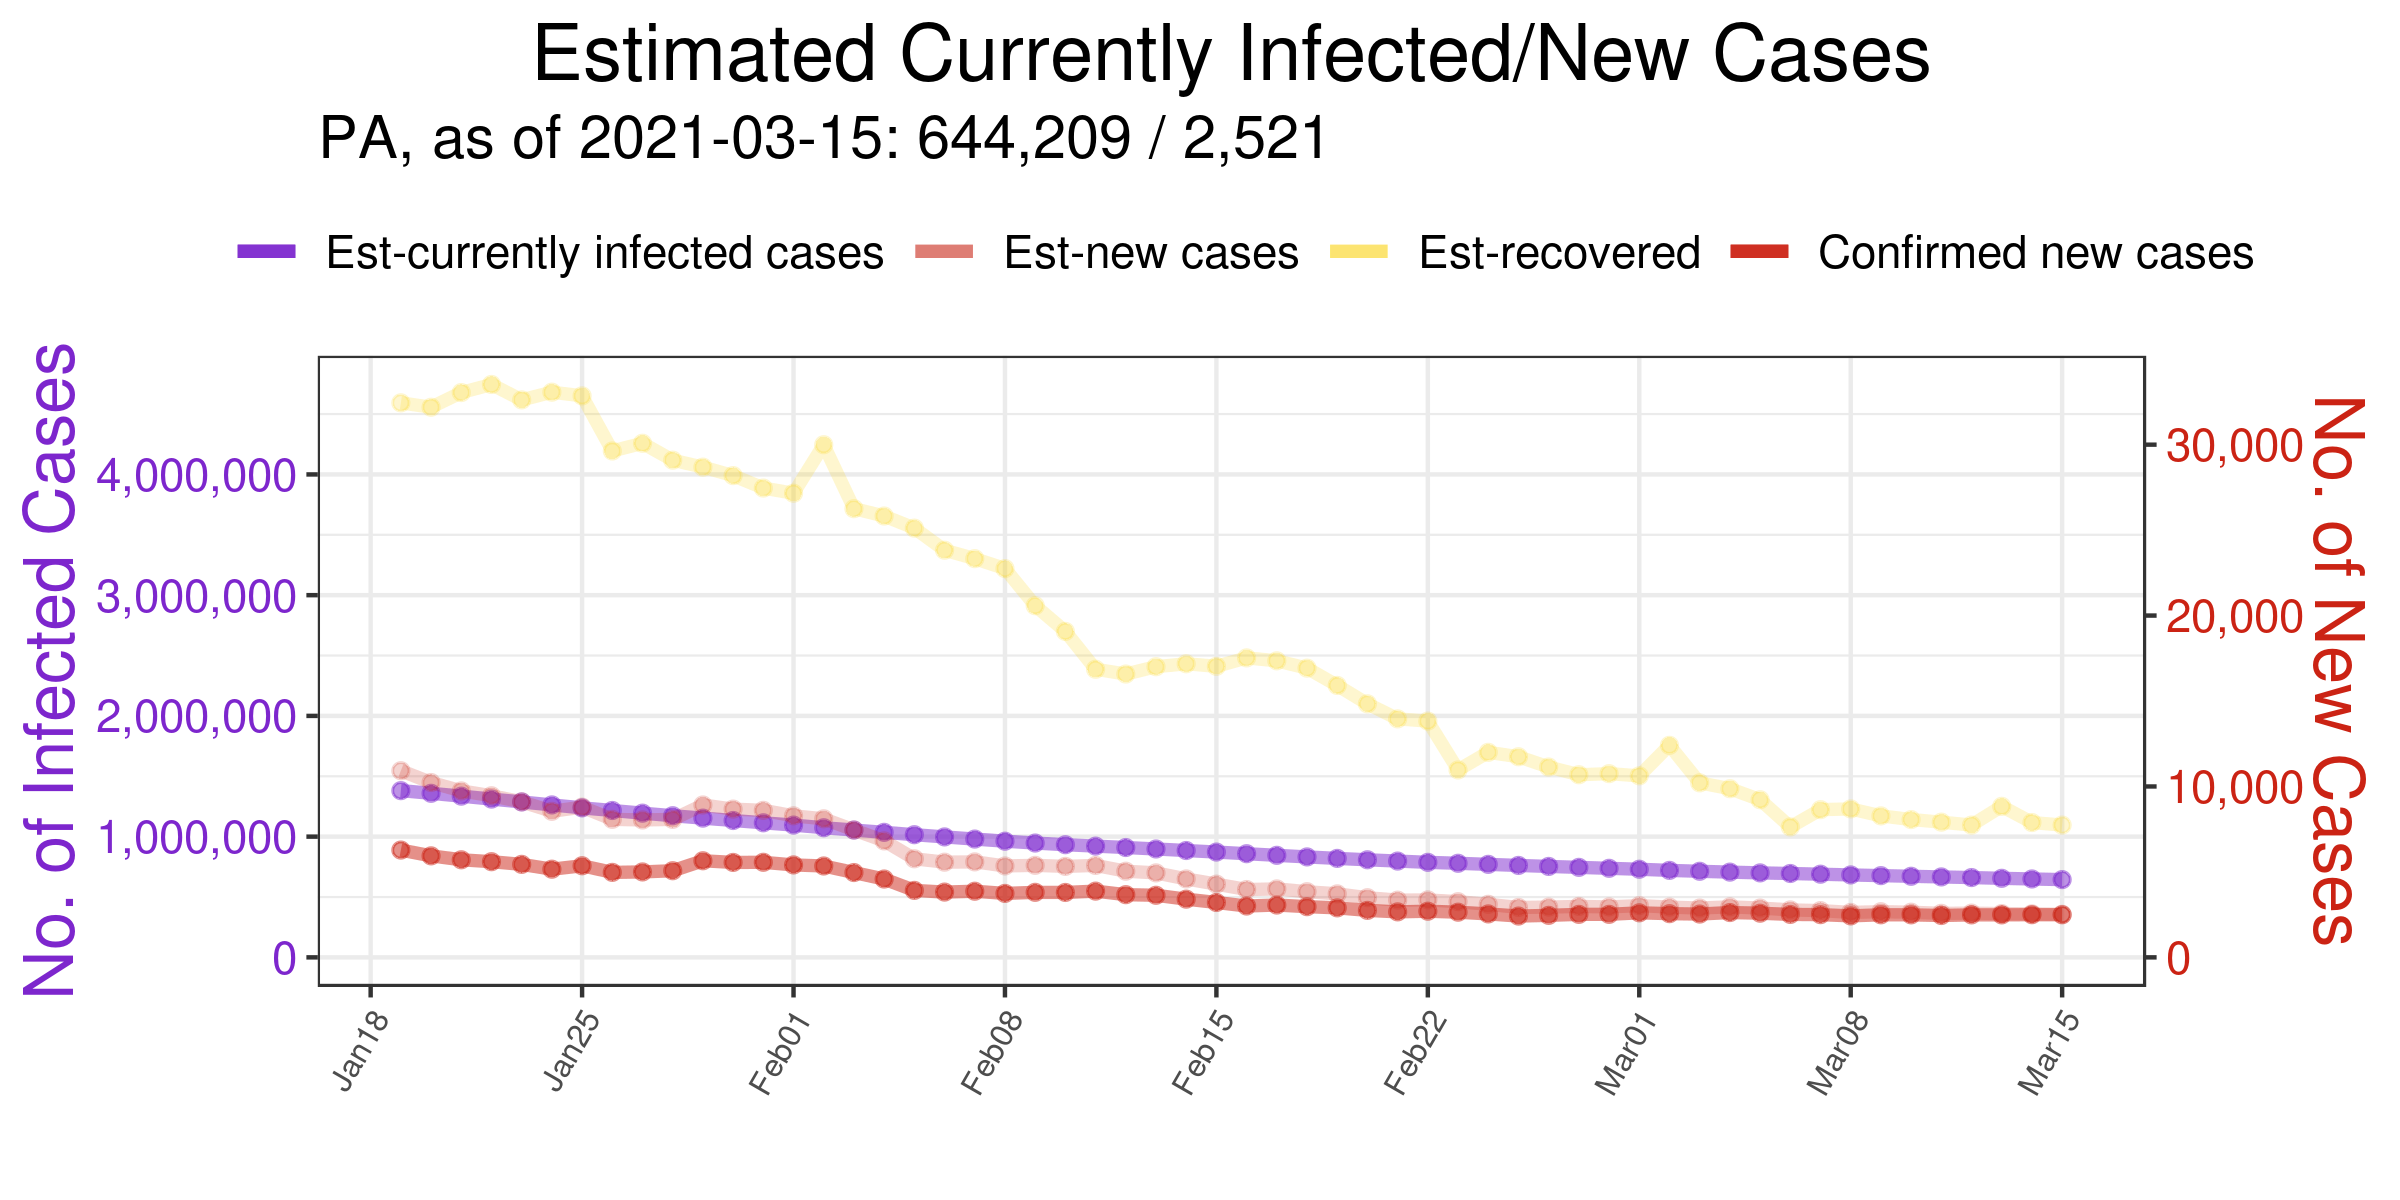 Estimated Currently Infected/New Cases
PA, as of 2021-03-15: 644,209 / 2,521
Est-currently infected cases
Est-new cases
Est-recovered
Confirmed new cases
No. of Infected Cases
4,000,000
3,000,000
2,000,000
1,000,000
0
30,000
20,000
10,000
0
No. of New Cases
Jan18
Jan25
Feb01
Feb08
Feb15
Feb22
Mar01
Mar08
Mar15